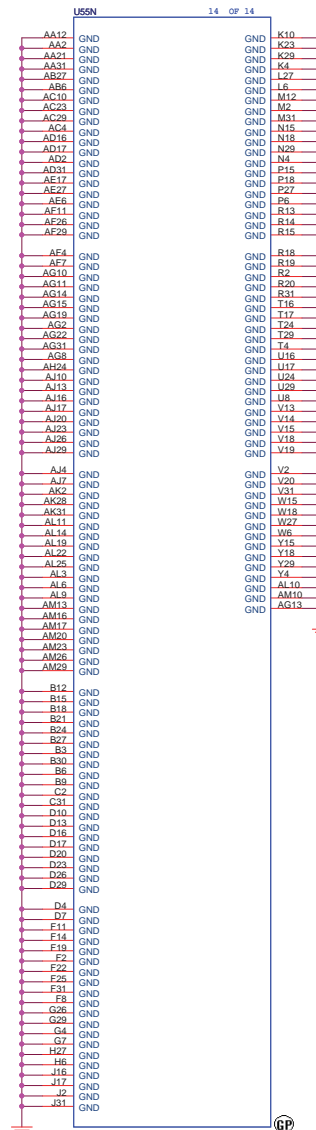 U55N 14 OF 14
AA12 GND GND K10
AA2 GND GND K23
AA21 GND GND K29
AA31 GND GND K4
AB27 GND GND L27
AB6 GND GND L6
AC10 GND GND M12
AC23 GND GND M2
AC29 GND GND M31
AC4 GND GND N15
AD16 GND GND N18
AD17 GND GND N29
AD2 GND GND N4
AD31 GND GND P15
AE17 GND GND P18
AE27 GND GND P27
AE6 GND GND P6
AF11 GND GND R13
AF26 GND GND R14
AF29 GND GND R15
AF4 GND GND R18
AF7 GND GND R19
AG10 GND GND R2
AG11 GND GND R20
AG14 GND GND R31
AG15 GND GND T16
AG19 GND GND T17
AG2 GND GND T24
AG22 GND GND T29
AG31 GND GND T4
AG8 GND GND U16
AH24 GND GND U17
AJ10 GND GND U24
AJ13 GND GND U29
AJ16 GND GND U8
AJ17 GND GND V13
AJ20 GND GND V14
AJ23 GND GND V15
AJ26 GND GND V18
AJ29 GND GND V19
AJ4 GND GND V2
AJ7 GND GND V20
AK2 GND GND V31
AK28 GND GND W15
AK31 GND GND W18
AL11 GND GND W27
AL14 GND GND W6
AL19 GND GND Y15
AL22 GND GND Y18
AL25 GND GND Y29
AL3 GND GND Y4
AL6 GND GND AL10
AL9 GND GND AM10
AM13 GND GND AG13
AM16 GND
AM17 GND
AM20 GND
AM23 GND
AM26 GND
AM29 GND
B12 GND
B15 GND
B18 GND
B21 GND
B24 GND
B27 GND
B3 GND
B30 GND
B6 GND
B9 GND
C2 GND
C31 GND
D10 GND
D13 GND
D16 GND
D17 GND
D20 GND
D23 GND
D26 GND
D29 GND
D4 GND
D7 GND
F11 GND
F14 GND
F19 GND
F2 GND
F22 GND
F25 GND
F31 GND
F8 GND
G26 GND
G29 GND
G4 GND
G7 GND
H27 GND
H6 GND
J16 GND
J17 GND
J2 GND
J31 GND
GP